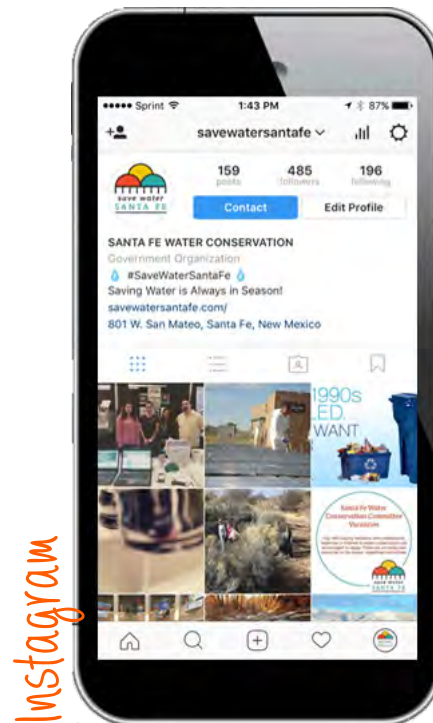 Sprint
1:43 PM
87%
savewatersantafe
159
485
196
posts
followers
following
Contact
Edit Profile
save water
SANTA FE
SANTA FE WATER CONSERVATION
Government Organization
#SaveWaterSantaFe
Saving Water is Always in Season!
savewatersantafe.com/
801 W. San Mateo, Santa Fe, New Mexico
1990s
LED.
WANT
Santa Fe Water
Conservation Committee
Vacancies
save water
SANTA FE
Instagram